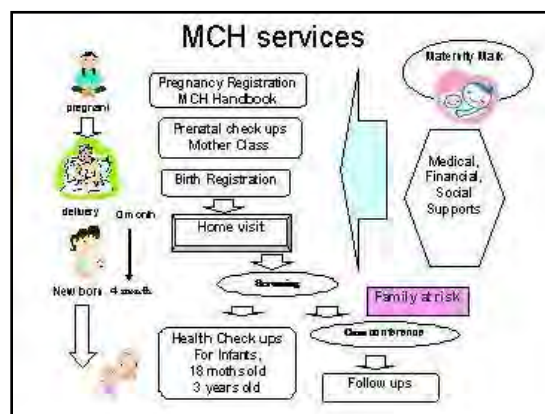 MCH services
Maternity Mark
pregnant
Pregnancy Registration
MCH Handbook
Prenatal check ups
Mother Class
Birth Registration
Medical,
Financial,
Social
Supports
delivery
0 month
Home visit
New born
4 month
Screening
Family at risk
Case conference
Health Check ups
For Infants,
18 moths old
3 years old
Follow ups